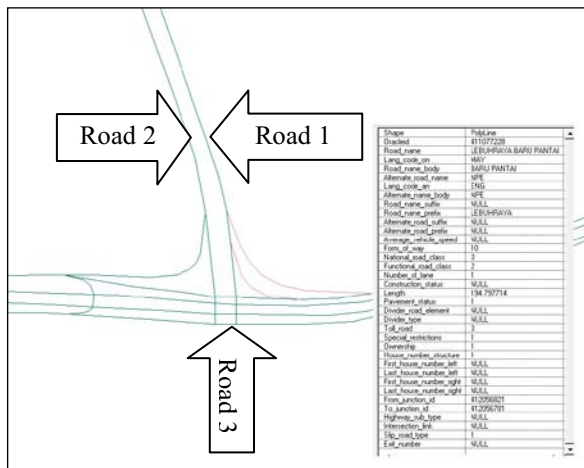 Road 2
Road 1
Road 3
Shape PolyLine
Oracleid 411077228
Road_name LEBUHRAYA BARU PANTAI
Lang_code_on MAY
Road_name_body BARU PANTAI
Alternate_road_name NPE
Lang_code_an ENG
Alternate_name_body NPE
Road_name_suffix NULL
Road_name_prefix LEBUHRAYA
Alternate_road_suffix NULL
Alternate_road_prefix NULL
Average_vehicle_speed NULL
Form_of_way 10
National_road_class 3
Functional_road_class 2
Number_of_lane 1
Construction_status NULL
Length 194.797714
Pavement_status 1
Divider_road_element NULL
Divider_type NULL
Toll_road 3
Special_restrictions 1
Ownership 1
House_number_structure 1
First_house_number_left NULL
Last_house_number_left NULL
First_house_number_right NULL
Last_house_number_right NULL
From_junction_id 412056821
To_junction_id 412056781
Highway_sub_type NULL
Intersection_link NULL
Slip_road_type 1
Exit_number NULL